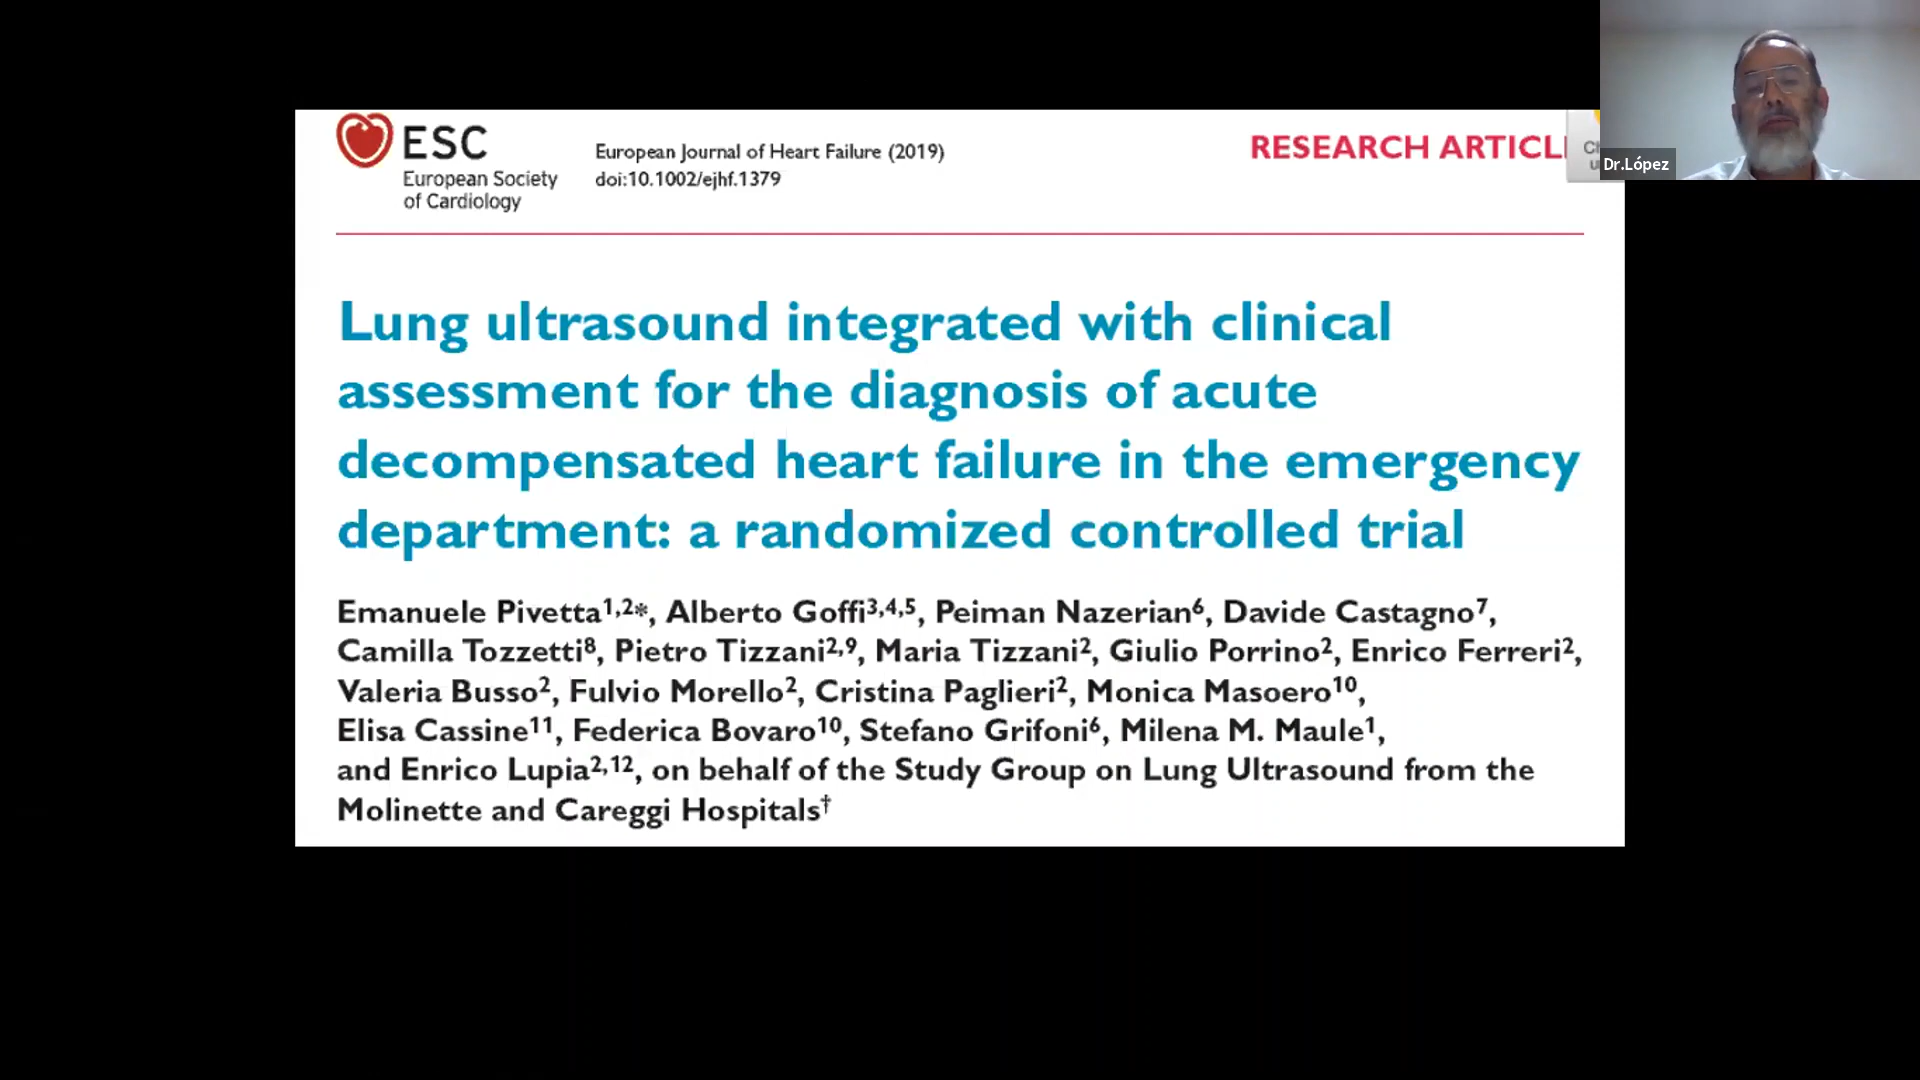 ESC
European Society
of Cardiology
European Journal of Heart Failure (2019)
doi:10.1002/ejhf.1379
RESEARCH ARTICL
Dr.López
Lung ultrasound integrated with clinical
assessment for the diagnosis of acute
decompensated heart failure in the emergency
department: a randomized controlled trial
Emanuele Pivetta1,2*, Alberto Goffi3,4,5, Peiman Nazerian6, Davide Castagno7,
Camilla Tozzetti8, Pietro Tizzani2,9, Maria Tizzani2, Giulio Porrino2, Enrico Ferreri2,
Valeria Busso2, Fulvio Morello2, Cristina Paglieri2, Monica Masoero10,
Elisa Cassine11, Federica Bovaro10, Stefano Grifoni6, Milena M. Maule1,
and Enrico Lupia2,12, on behalf of the Study Group on Lung Ultrasound from the
Molinette and Careggi Hospitals†